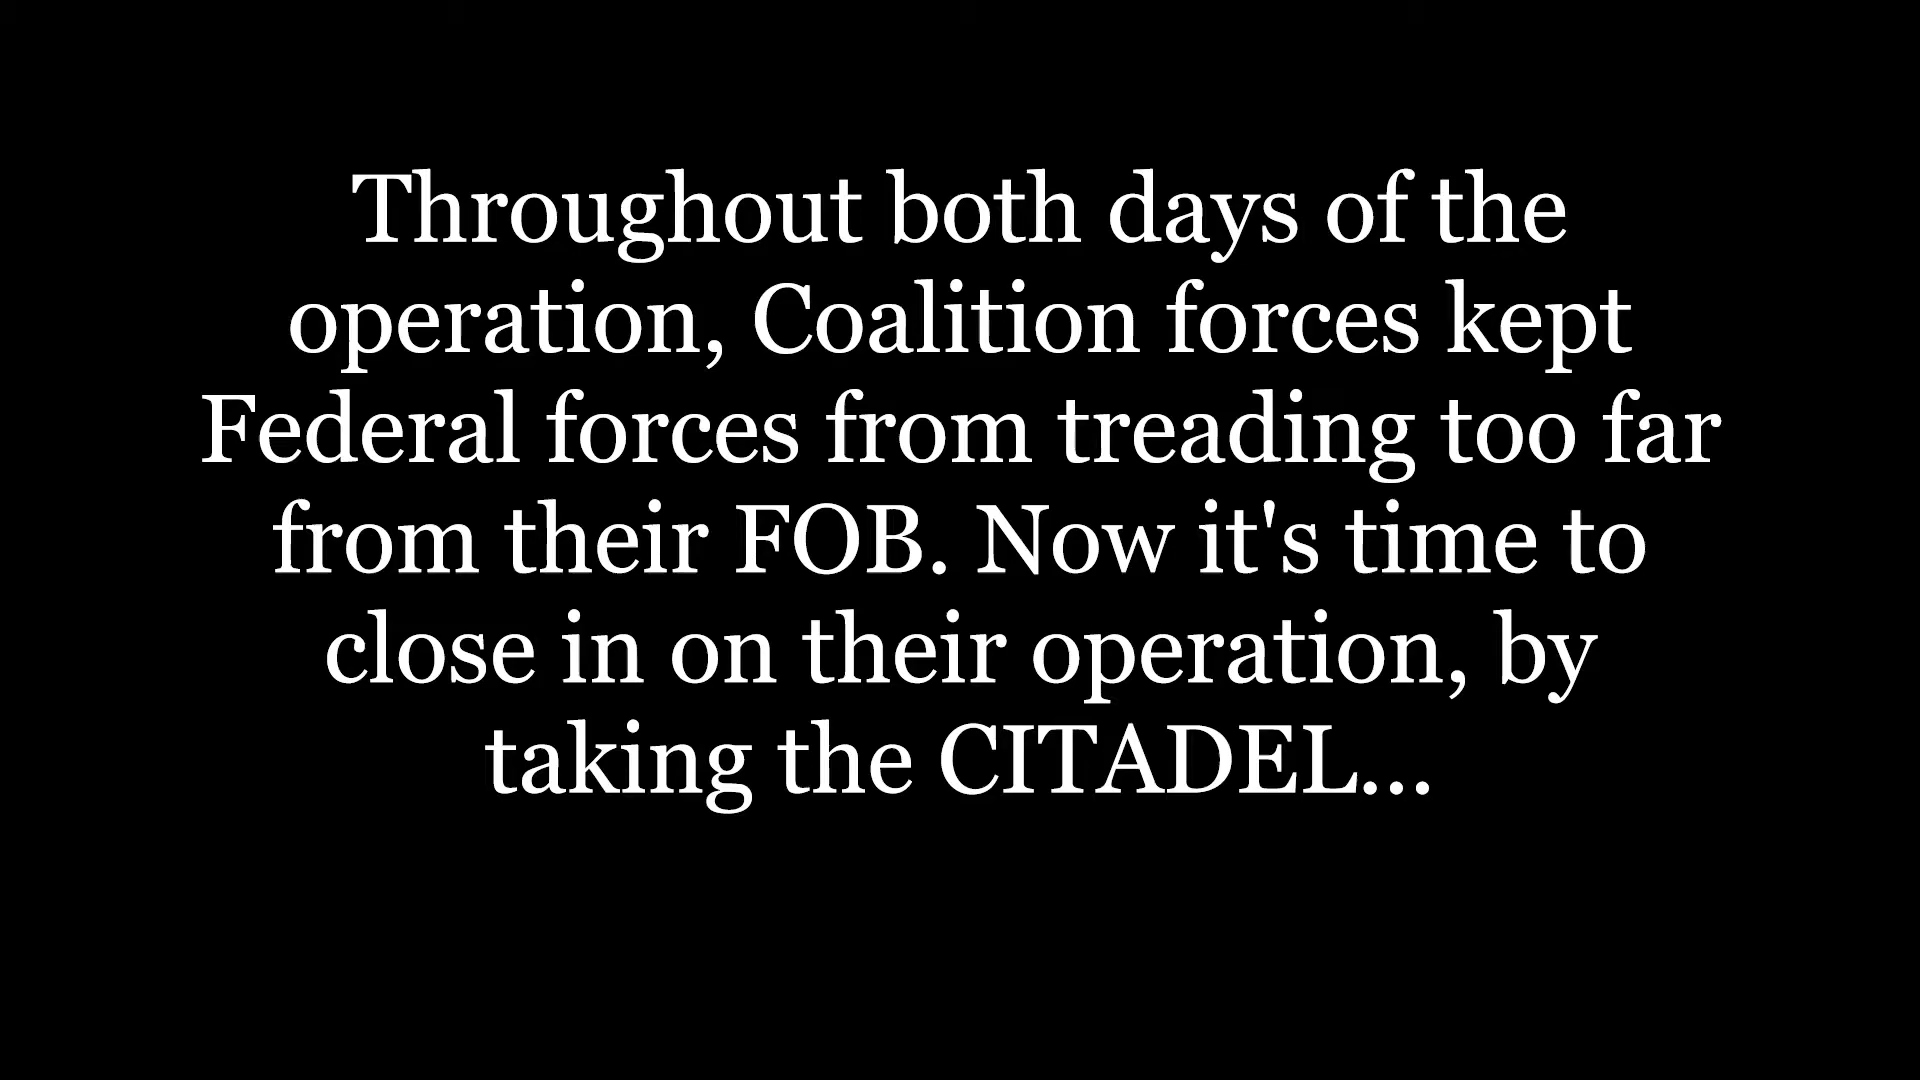 Throughout both days of the
operation, Coalition forces kept
Federal forces from treading too far
from their FOB. Now it's time to
close in on their operation, by
taking the CITADEL...